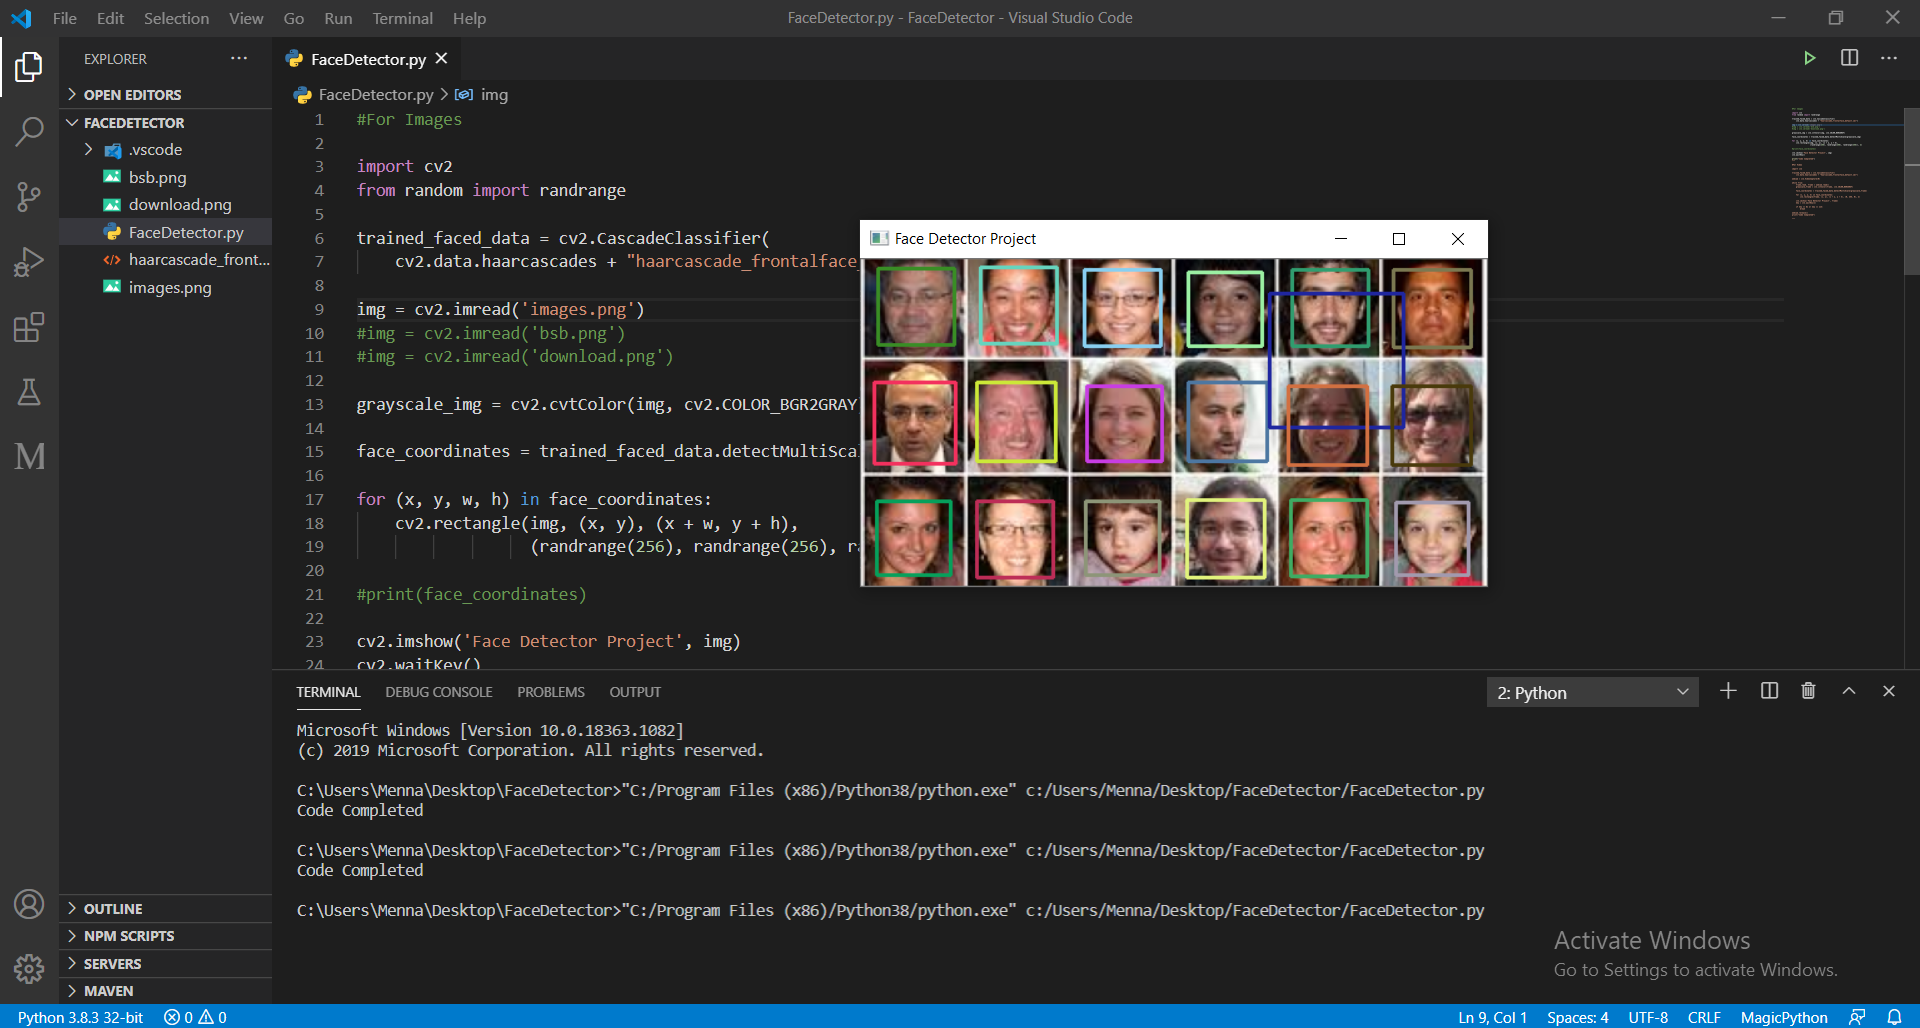 File Edit Selection View Go Run Terminal Help
FaceDetector.py - FaceDetector - Visual Studio Code
EXPLORER
OPEN EDITORS
FACEDETECTOR
.vscode
bsb.png
download.png
FaceDetector.py
haarcascade_front...
images.png
OUTLINE
NPM SCRIPTS
SERVERS
MAVEN
FaceDetector.py
FaceDetector.py > img
1 #For Images
2
3 import cv2
4 from random import randrange
5
6 trained_faced_data = cv2.CascadeClassifier(
7 cv2.data.haarcascades + "haarcascade_frontalface_
8
9 img = cv2.imread('images.png')
10 #img = cv2.imread('bsb.png')
11 #img = cv2.imread('download.png')
12
13 grayscale_img = cv2.cvtColor(img, cv2.COLOR_BGR2GRAY
14
15 face_coordinates = trained_faced_data.detectMultiSca
16
17 for (x, y, w, h) in face_coordinates:
18 cv2.rectangle(img, (x, y), (x + w, y + h),
19 (randrange(256), randrange(256), ra
20
21 #print(face_coordinates)
22
23 cv2.imshow('Face Detector Project', img)
24 cv2.waitKey()
Face Detector Project
TERMINAL DEBUG CONSOLE PROBLEMS OUTPUT
2: Python
Microsoft Windows [Version 10.0.18363.1082]
(c) 2019 Microsoft Corporation. All rights reserved.
C:\Users\Menna\Desktop\FaceDetector>"C:/Program Files (x86)/Python38/python.exe" c:/Users/Menna/Desktop/FaceDetector/FaceDetector.py
Code Completed
C:\Users\Menna\Desktop\FaceDetector>"C:/Program Files (x86)/Python38/python.exe" c:/Users/Menna/Desktop/FaceDetector/FaceDetector.py
Code Completed
C:\Users\Menna\Desktop\FaceDetector>"C:/Program Files (x86)/Python38/python.exe" c:/Users/Menna/Desktop/FaceDetector/FaceDetector.py
Activate Windows
Go to Settings to activate Windows.
Python 3.8.3 32-bit 0 0
Ln 9, Col 1 Spaces: 4 UTF-8 CRLF MagicPython